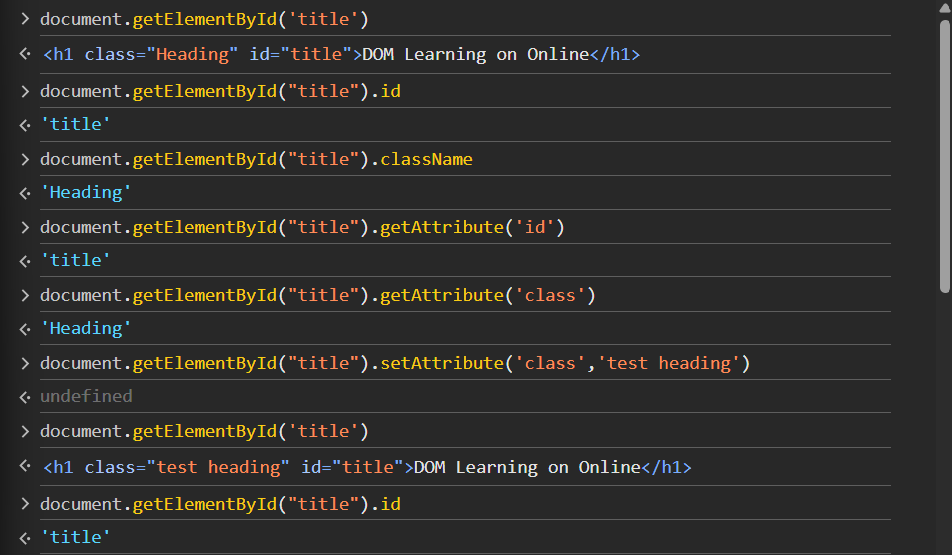 > document.getElementById('title')
<· <h1 class="Heading" id="title">DOM Learning on Online</h1>
> document.getElementById("title").id
<· 'title'
> document.getElementById("title").className
<· 'Heading'
> document.getElementById("title").getAttribute('id')
<· 'title'
> document.getElementById("title").getAttribute('class')
<· 'Heading'
> document.getElementById("title").setAttribute('class','test heading')
<· undefined
> document.getElementById('title')
<· <h1 class="test heading" id="title">DOM Learning on Online</h1>
> document.getElementById("title").id
<· 'title'